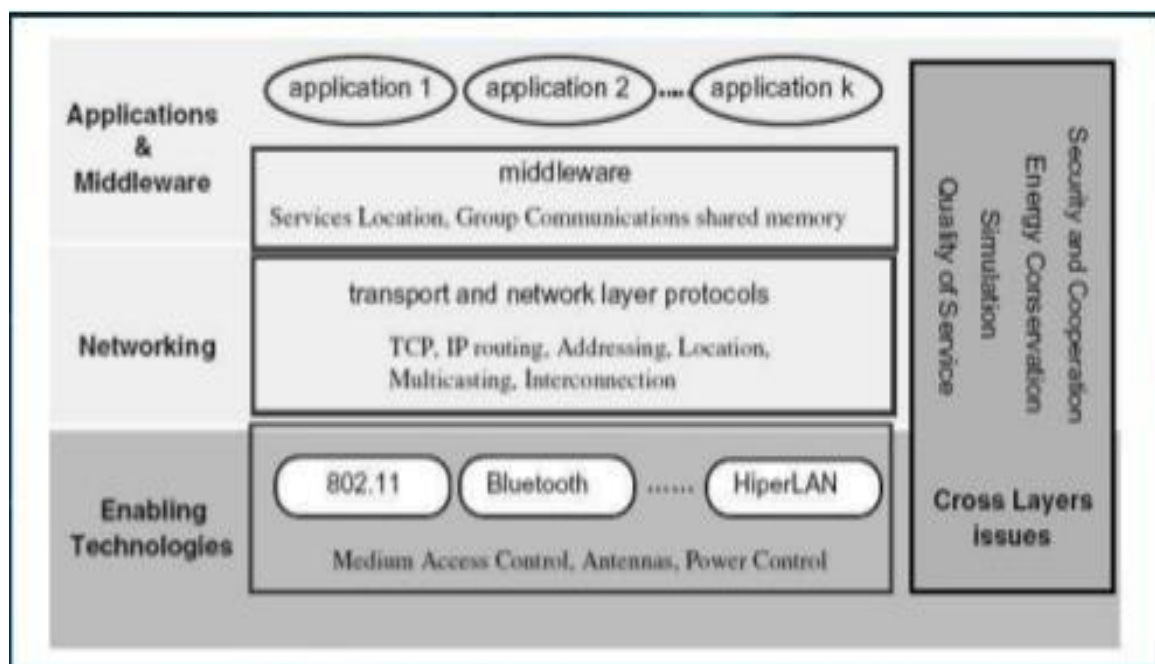 Applications
&
Middleware
application 1
application 2
.....
application k
middleware
Services Location, Group Communications shared memory
Networking
transport and network layer protocols
TCP, IP routing, Addressing, Location,
Multicasting, Interconnection
Enabling
Technologies
802.11
Bluetooth
......
HiperLAN
Medium Access Control, Antennas, Power Control
Security and Cooperation
Energy Conservation
Simulation
Quality of Service
Cross Layers
issues